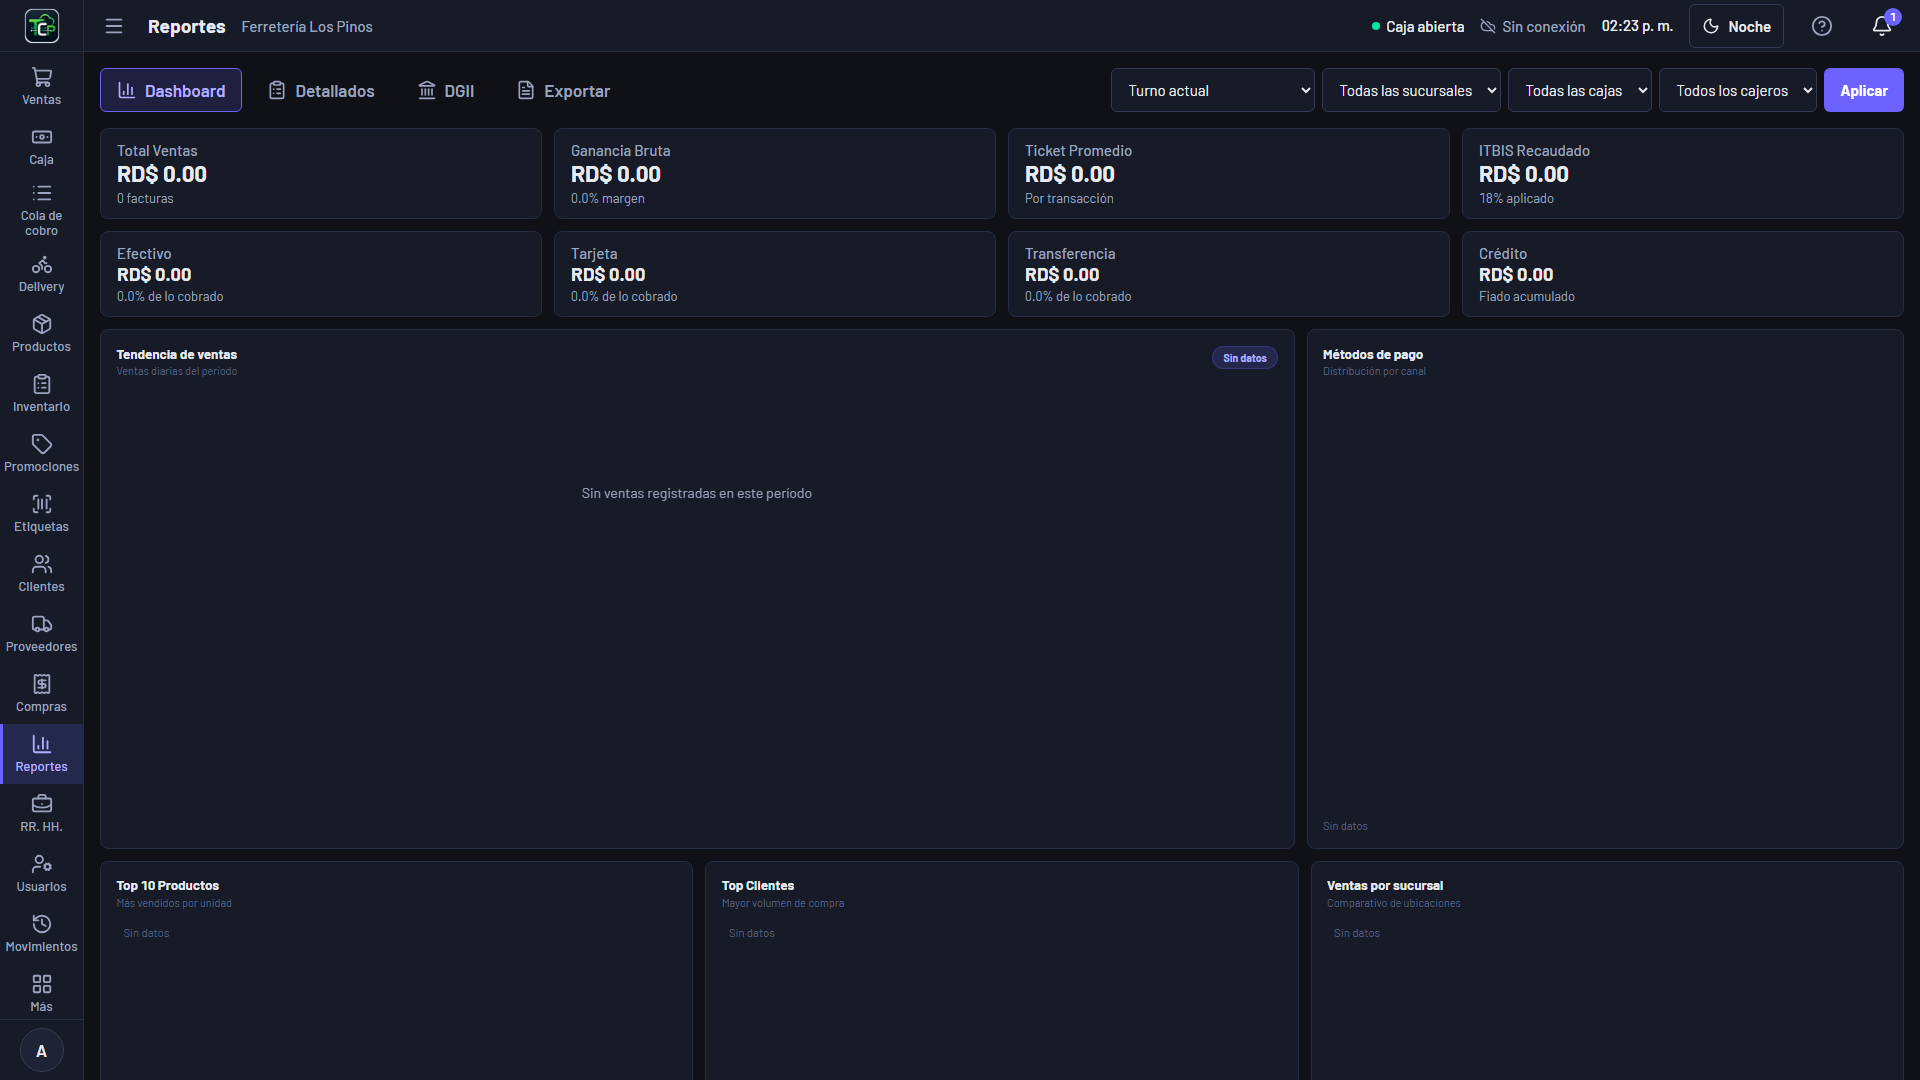 TCP
Reportes
Ferretería Los Pinos
Caja abierta
Sin conexión
02:23 p. m.
Noche
1
Ventas
Caja
Cola de
cobro
Delivery
Productos
Inventario
Promociones
Etiquetas
Clientes
Proveedores
Compras
Reportes
RR. HH.
Usuarios
Movimientos
Más
A
Dashboard
Detallados
DGII
Exportar
Turno actual
Todas las sucursales
Todas las cajas
Todos los cajeros
Aplicar
Total Ventas
RD$ 0.00
0 facturas
Ganancia Bruta
RD$ 0.00
0.0% margen
Ticket Promedio
RD$ 0.00
Por transacción
ITBIS Recaudado
RD$ 0.00
18% aplicado
Efectivo
RD$ 0.00
0.0% de lo cobrado
Tarjeta
RD$ 0.00
0.0% de lo cobrado
Transferencia
RD$ 0.00
0.0% de lo cobrado
Crédito
RD$ 0.00
Fiado acumulado
Tendencia de ventas
Ventas diarias del periodo
Sin datos
Sin ventas registradas en este período
Métodos de pago
Distribución por canal
Sin datos
Top 10 Productos
Más vendidos por unidad
Sin datos
Top Clientes
Mayor volumen de compra
Sin datos
Ventas por sucursal
Comparativo de ubicaciones
Sin datos